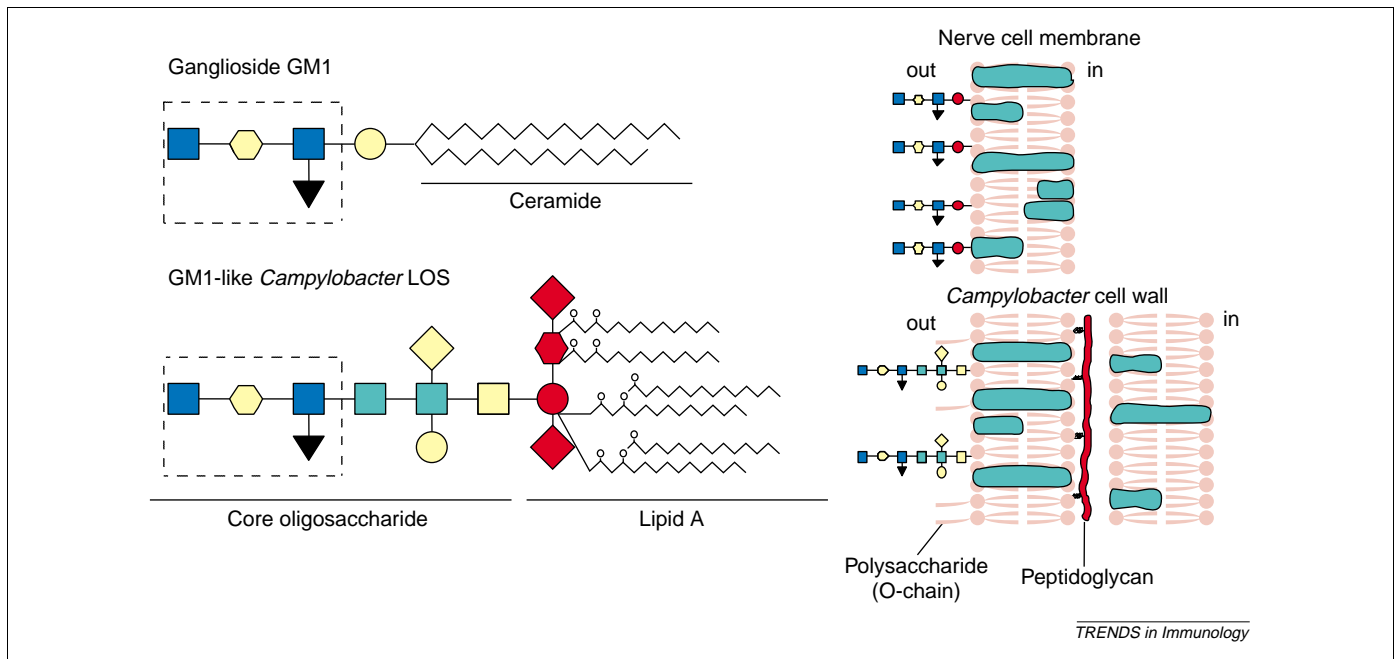 Ganglioside GM1
Ceramide
GM1-like Campylobacter LOS
Core oligosaccharide
Lipid A
Nerve cell membrane
out
in
Campylobacter cell wall
out
in
Polysaccharide
(O-chain)
Peptidoglycan
TRENDS in Immunology